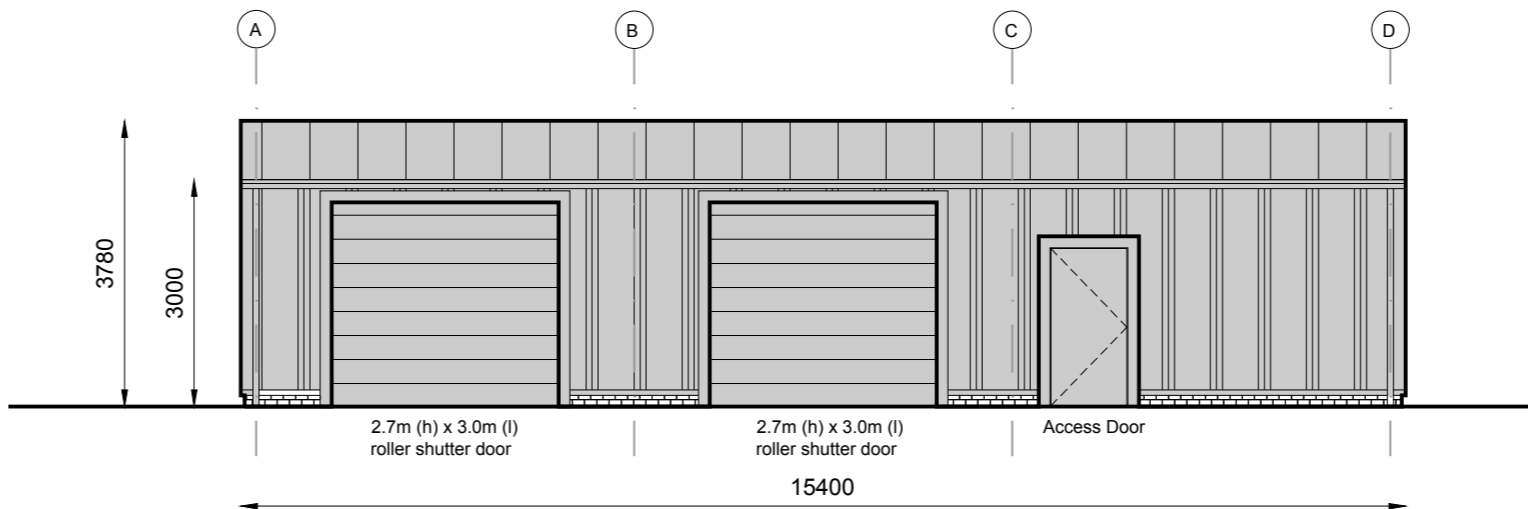 A
B
C
D
3780
3000
2.7m (h) x 3.0m (l)
roller shutter door
2.7m (h) x 3.0m (l)
roller shutter door
Access Door
15400